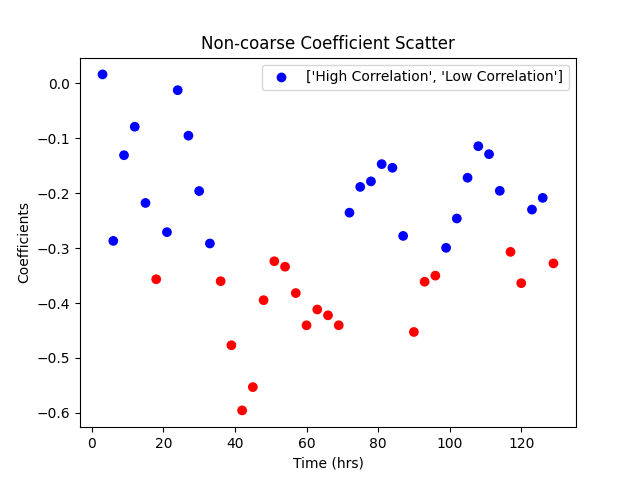 Non-coarse Coefficient Scatter
['High Correlation', 'Low Correlation']
Coefficients
0.0
−0.1
−0.2
−0.3
−0.4
−0.5
−0.6
0 20 40 60 80 100 120
Time (hrs)